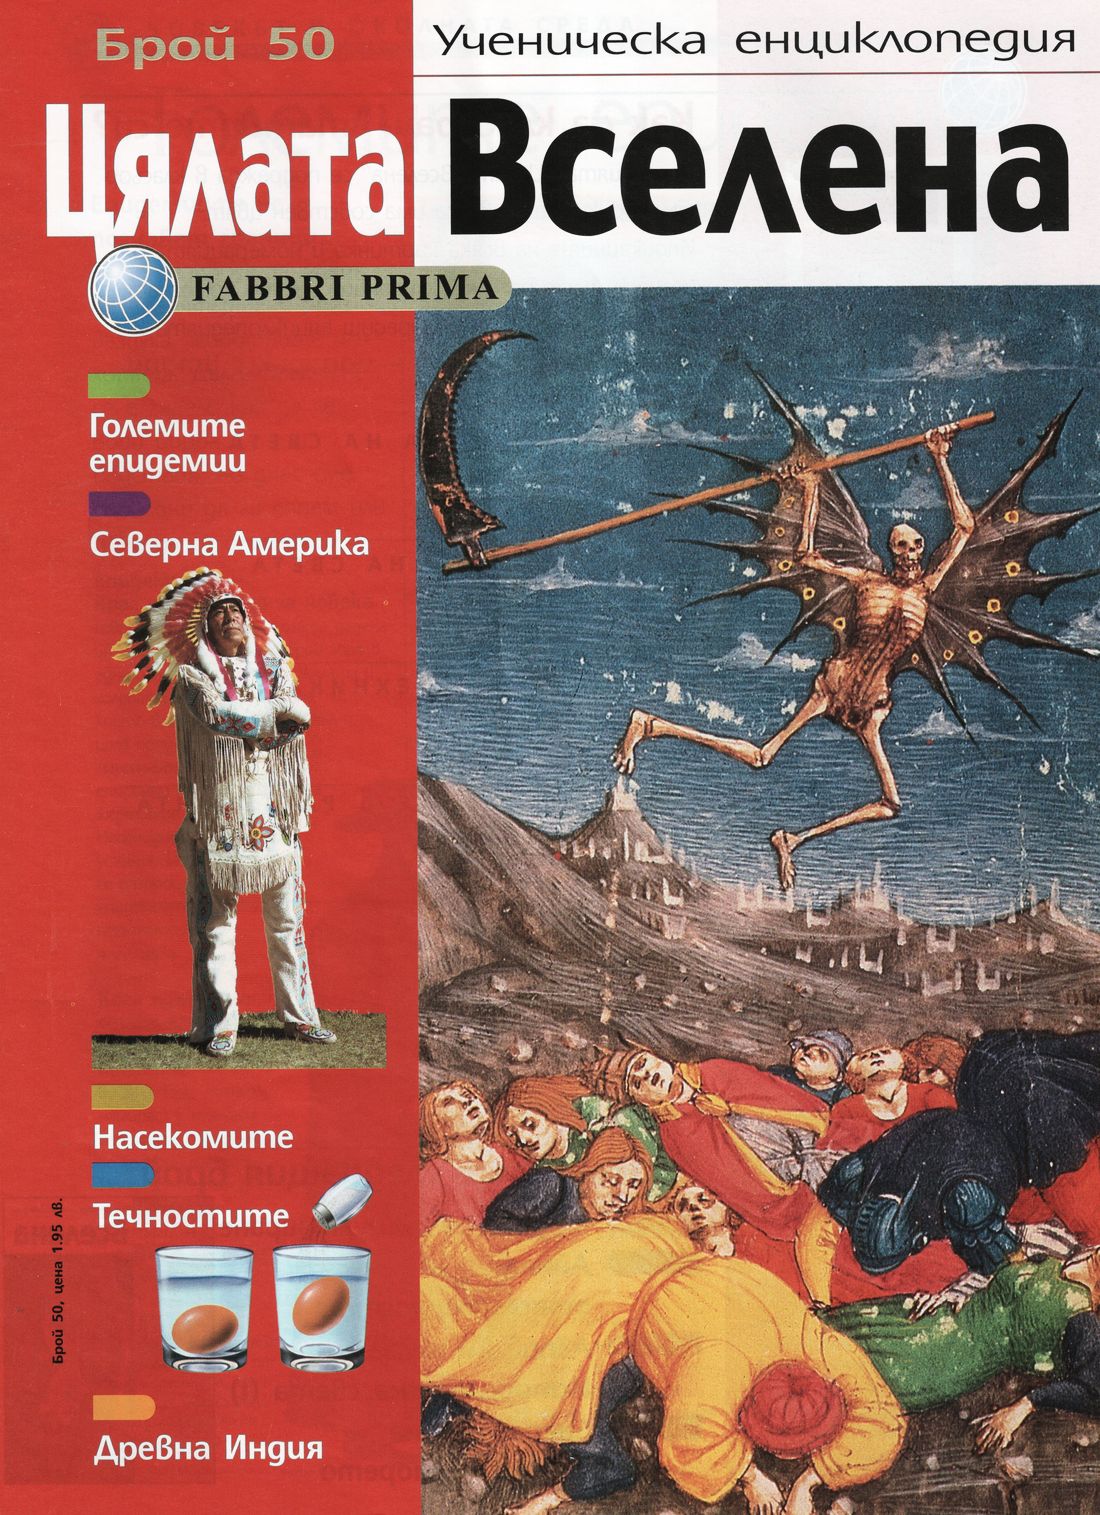 Брой 50
Ученическа енциклопедия
Цялата Вселена
FABBRI PRIMA
Големите
епидемии
Северна Америка
Насекомите
Течностите
Древна Индия
Брой 50, цена 1.95 лв.